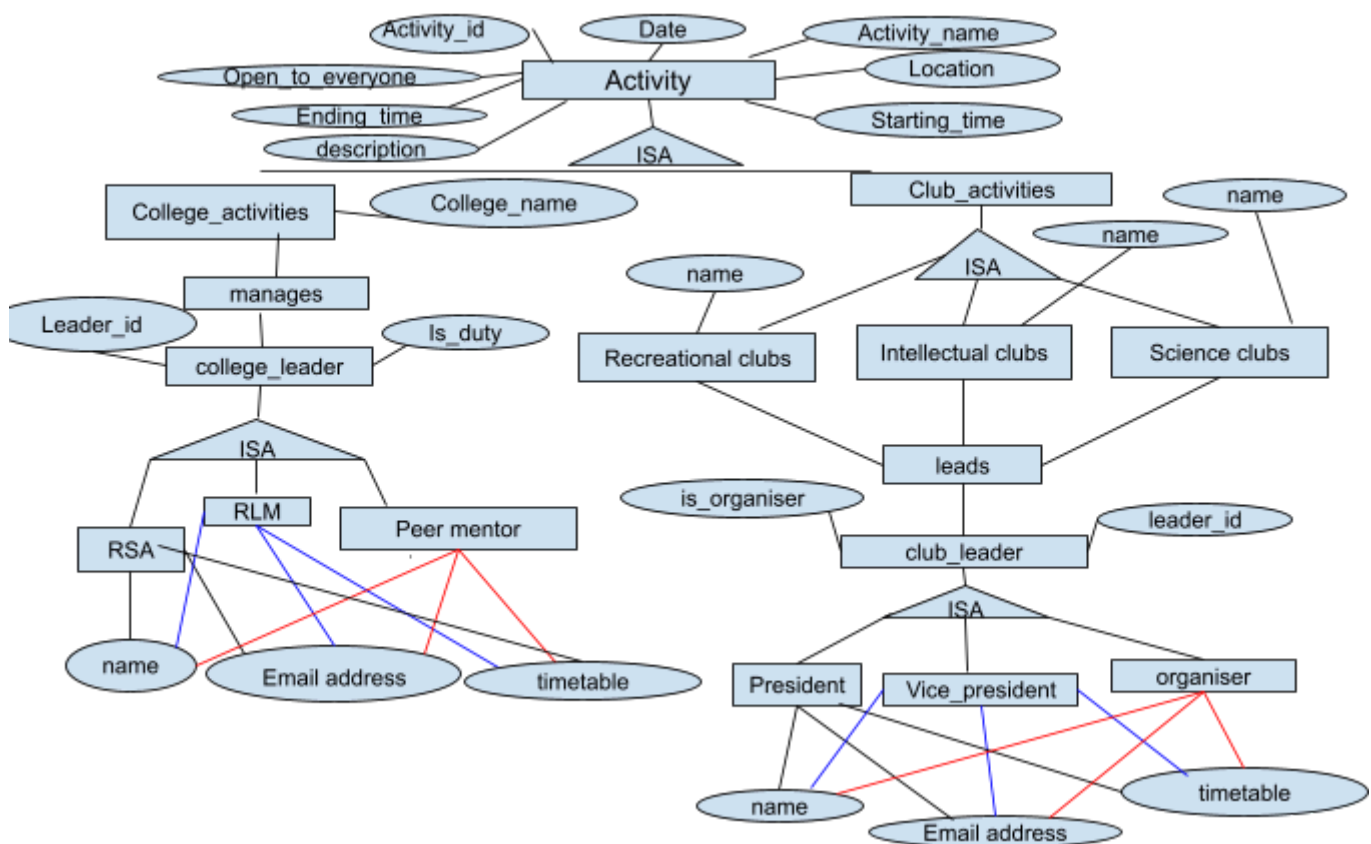 Activity_id
Date
Activity_name
Open_to_everyone
Activity
Location
Ending_time
Starting_time
description
ISA
College_activities
College_name
Club_activities
name
name
name
ISA
manages
Leader_id
Is_duty
college_leader
Recreational clubs
Intellectual clubs
Science clubs
ISA
leads
is_organiser
leader_id
RLM
Peer mentor
RSA
club_leader
ISA
name
Email address
timetable
President
Vice_president
organiser
name
timetable
Email address